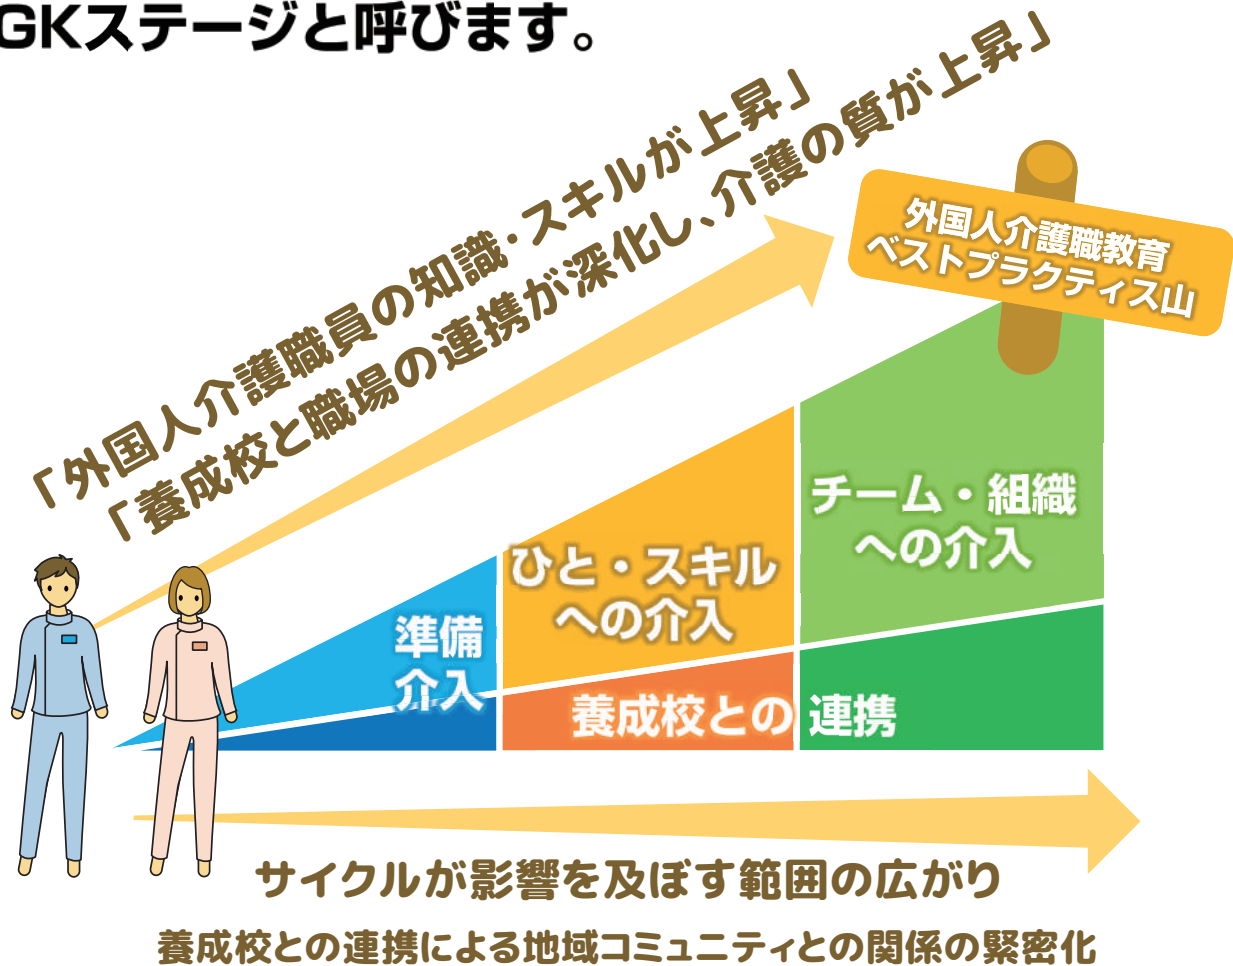 GKステージと呼びます。
「外国人介護職員の知識・スキルが上昇」
「養成校と職場の連携が深化し、介護の質が上昇」
外国人介護職教育
ベストプラクティス山
チーム・組織
への介入
ひと・スキル
への介入
準備
介入
養成校との連携
サイクルが影響を及ぼす範囲の広がり
養成校との連携による地域コミュニティとの関係の緊密化